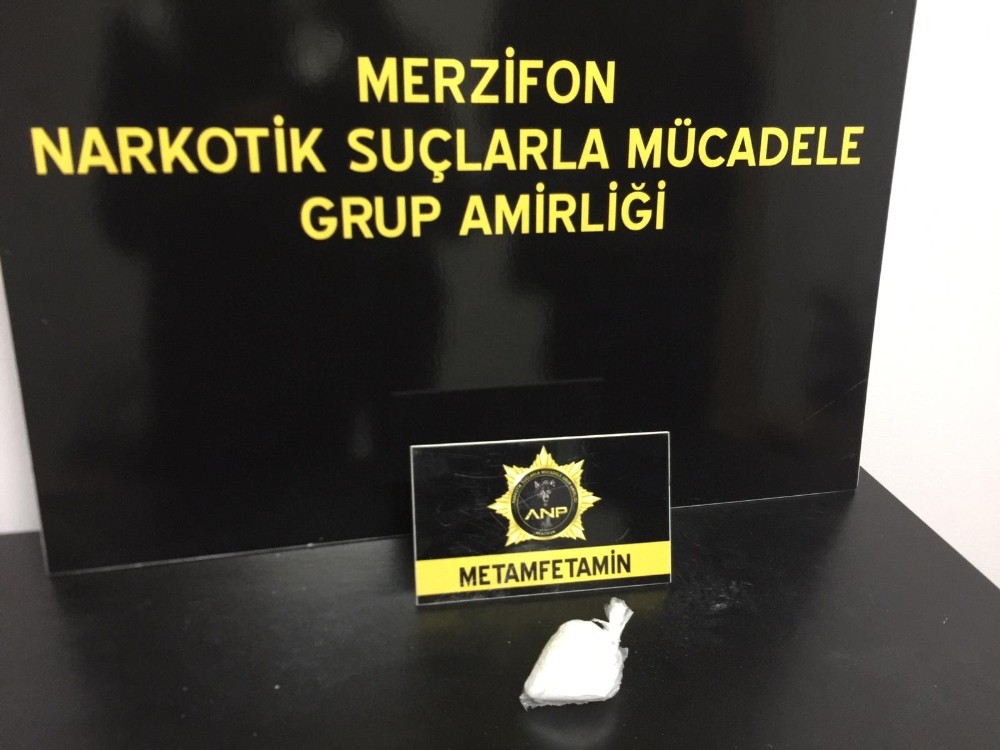 MERZİFON
NARKOTİK SUÇLARLA MÜCADELE
GRUP AMİRLİĞİ
ANP
METAMFETAMİN